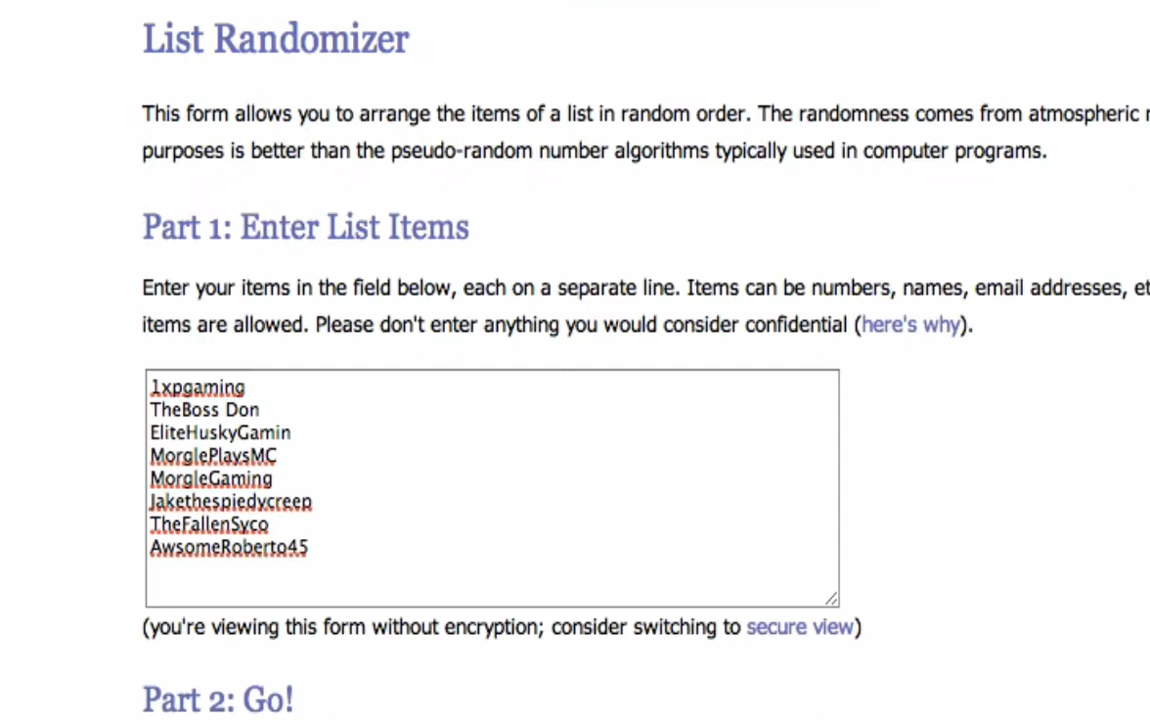 List Randomizer
This form allows you to arrange the items of a list in random order. The randomness comes from atmospheric
purposes is better than the pseudo-random number algorithms typically used in computer programs.
Part 1: Enter List Items
Enter your items in the field below, each on a separate line. Items can be numbers, names, email addresses,
items are allowed. Please don't enter anything you would consider confidential (here's why).
1xpgaming
TheBoss Don
EliteHuskyGamin
MorglePlaysMC
MorgleGaming
Jakethespiedycreep
TheFallenSyco
AwsomeRoberto45
(you're viewing this form without encryption; consider switching to secure view)
Part 2: Go!